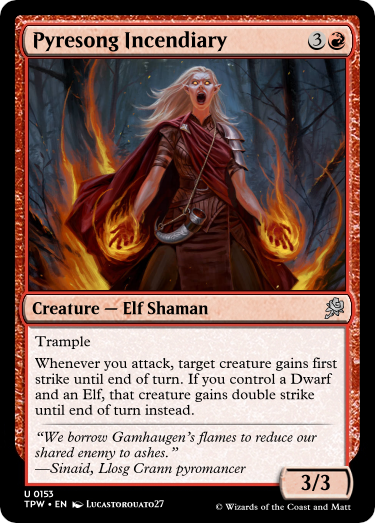 Pyresong Incendiary 3
Creature — Elf Shaman
Trample
Whenever you attack, target creature gains first
strike until end of turn. If you control a Dwarf
and an Elf, that creature gains double strike
until end of turn instead.
“We borrow Gamhaugen’s flames to reduce our
shared enemy to ashes.”
—Sinaid, Llosg Crann pyromancer
3/3
U 0153
TPW • EN Lucastorouato27
© Wizards of the Coast and Matt